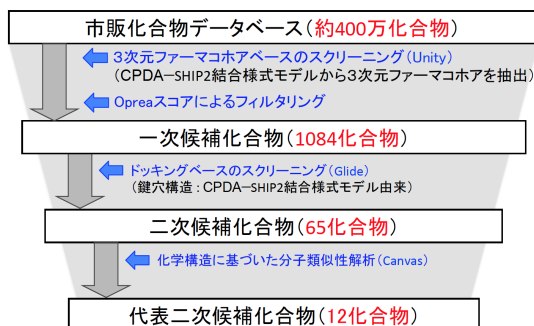 市販化合物データベース（約400万化合物）
３次元ファーマコホアベースのスクリーニング（Unity）
（CPDA−SHIP2結合様式モデルから３次元ファーマコホアを抽出）
Opreaスコアによるフィルタリング
一次候補化合物（1084化合物）
ドッキングベースのスクリーニング（Glide）
（鍵穴構造：CPDA−SHIP2結合様式モデル由来）
二次候補化合物（65化合物）
化学構造に基づいた分子類似性解析（Canvas）
代表二次候補化合物（12化合物）